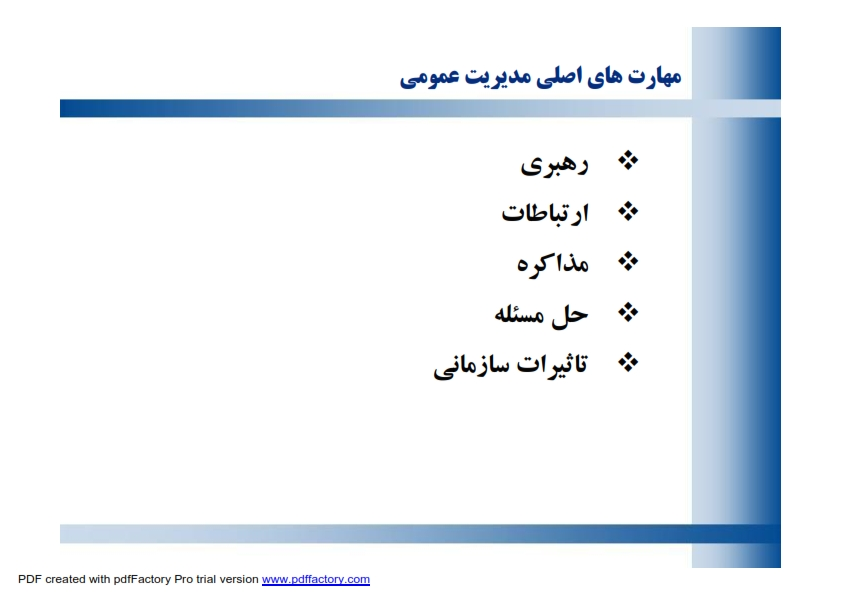 مهارت های اصلی مدیریت عمومی
❖ رهبری
❖ ارتباطات
❖ مذاکره
❖ حل مسئله
❖ تاثیرات سازمانی
PDF created with pdfFactory Pro trial version www.pdffactory.com